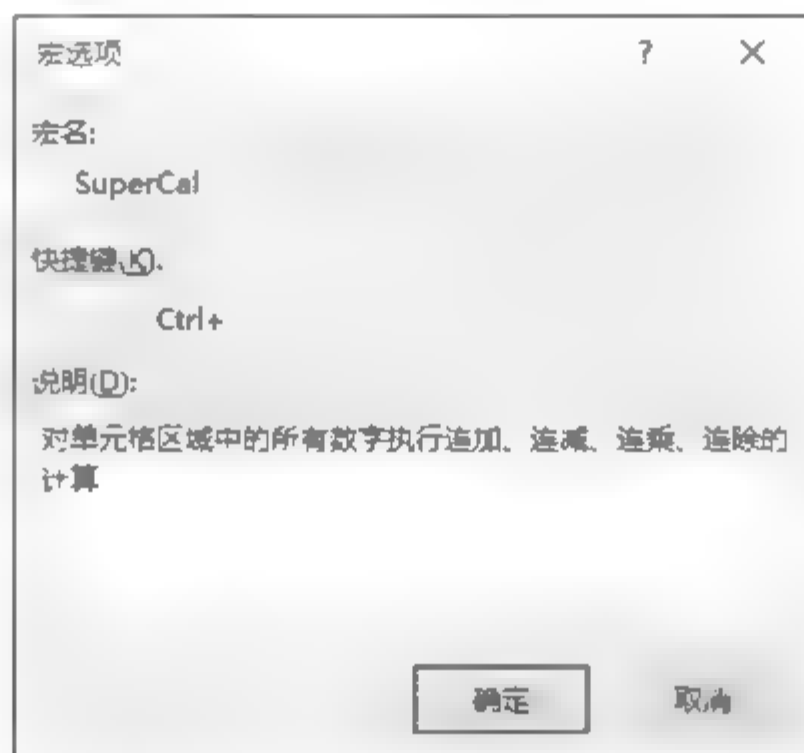 宏选项 ? ×
宏名:
SuperCal
快捷键(K):
Ctrl+
说明(D):
对单元格区域中的所有数字执行连加、连减、连乘、连除的
计算
确定 取消